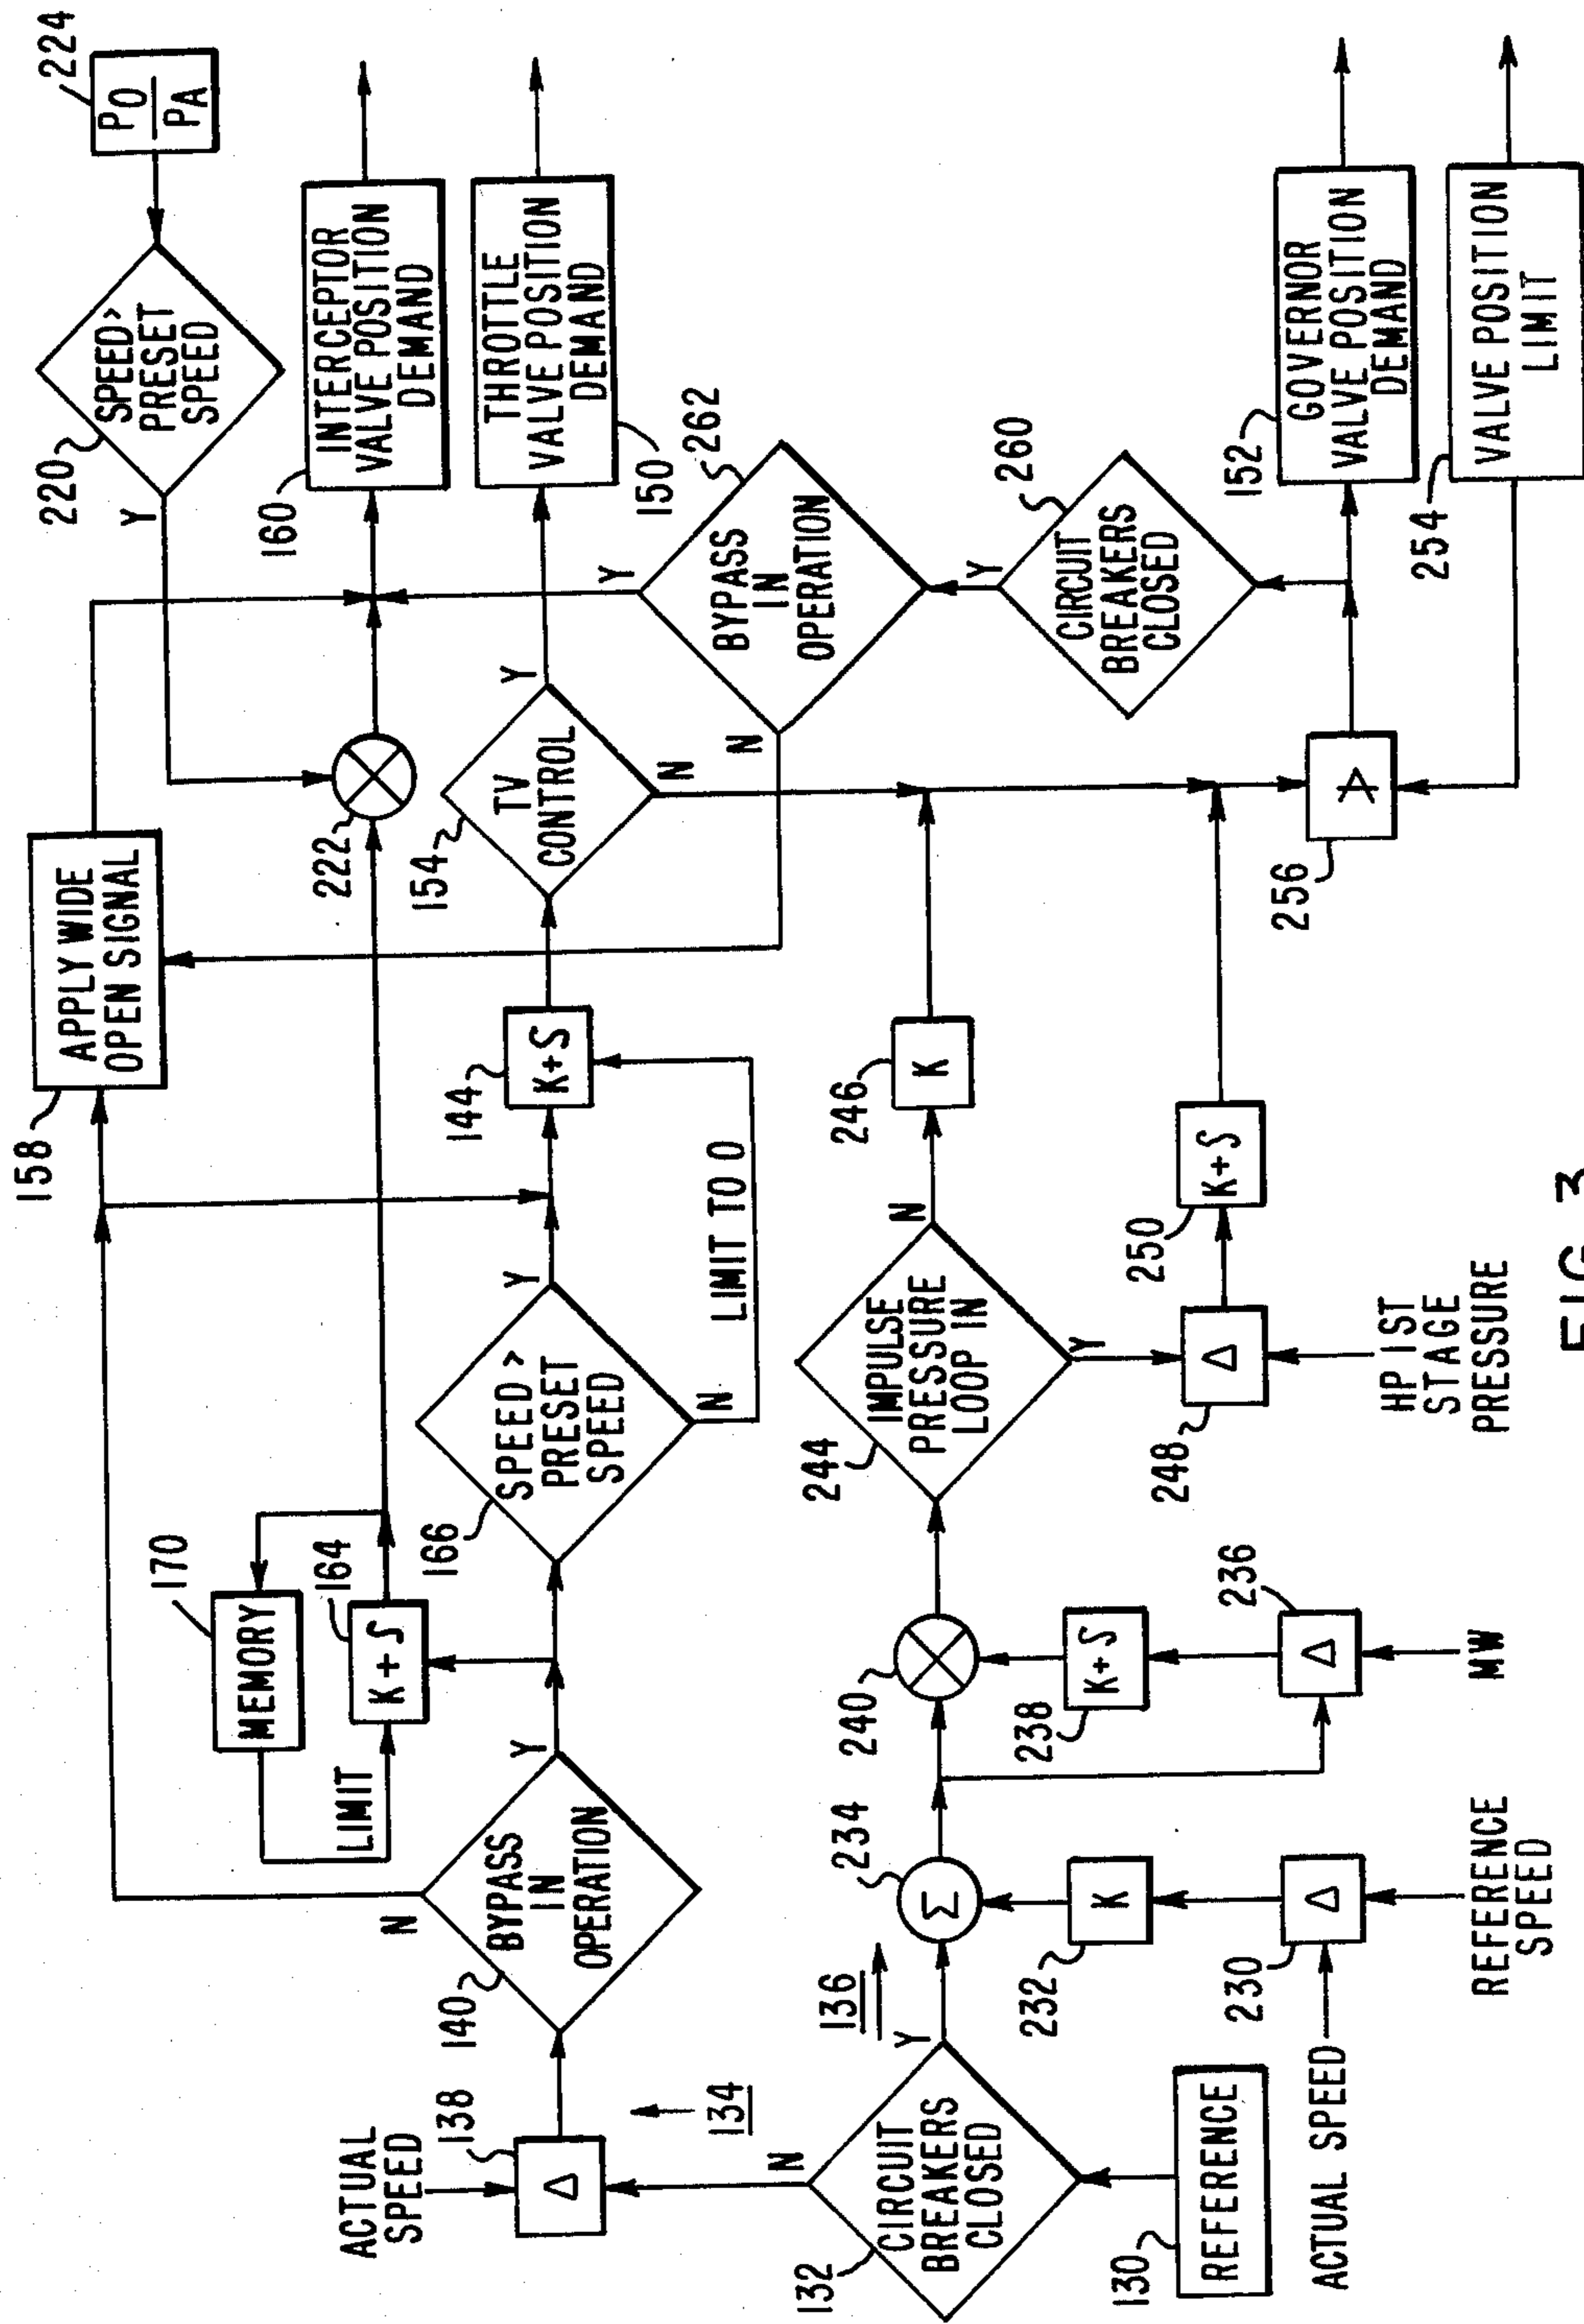 224
P0
PA
220
SPEED>
PRESET
SPEED
Y
158
APPLY WIDE
OPEN SIGNAL
160
INTERCEPTOR
VALVE POSITION
DEMAND
222
170
MEMORY
LIMIT
164
K+∫
THROTTLE
VALVE POSITION
DEMAND
150
154
TV
CONTROL
Y
N
144
K+∫
LIMIT TO 0
166
SPEED >
PRESET
SPEED
Y
N
140
BYPASS
IN
OPERATION
N
Y
ACTUAL
SPEED
138
Δ
134
262
BYPASS
IN
OPERATION
Y
N
260
CIRCUIT
BREAKERS
CLOSED
Y
152
GOVERNOR
VALVE POSITION
DEMAND
254
VALVE POSITION
LIMIT
256
A
246
K
244
IMPULSE
PRESSURE
LOOP IN
N
Y
250
K+∫
248
Δ
HP 1ST
STAGE
PRESSURE
240
238
K+∫
236
Δ
MW
136
234
Σ
232
K
230
Δ
REFERENCE
SPEED
ACTUAL SPEED
132
CIRCUIT
BREAKERS
CLOSED
N
Y
130
REFERENCE
FIG. 3